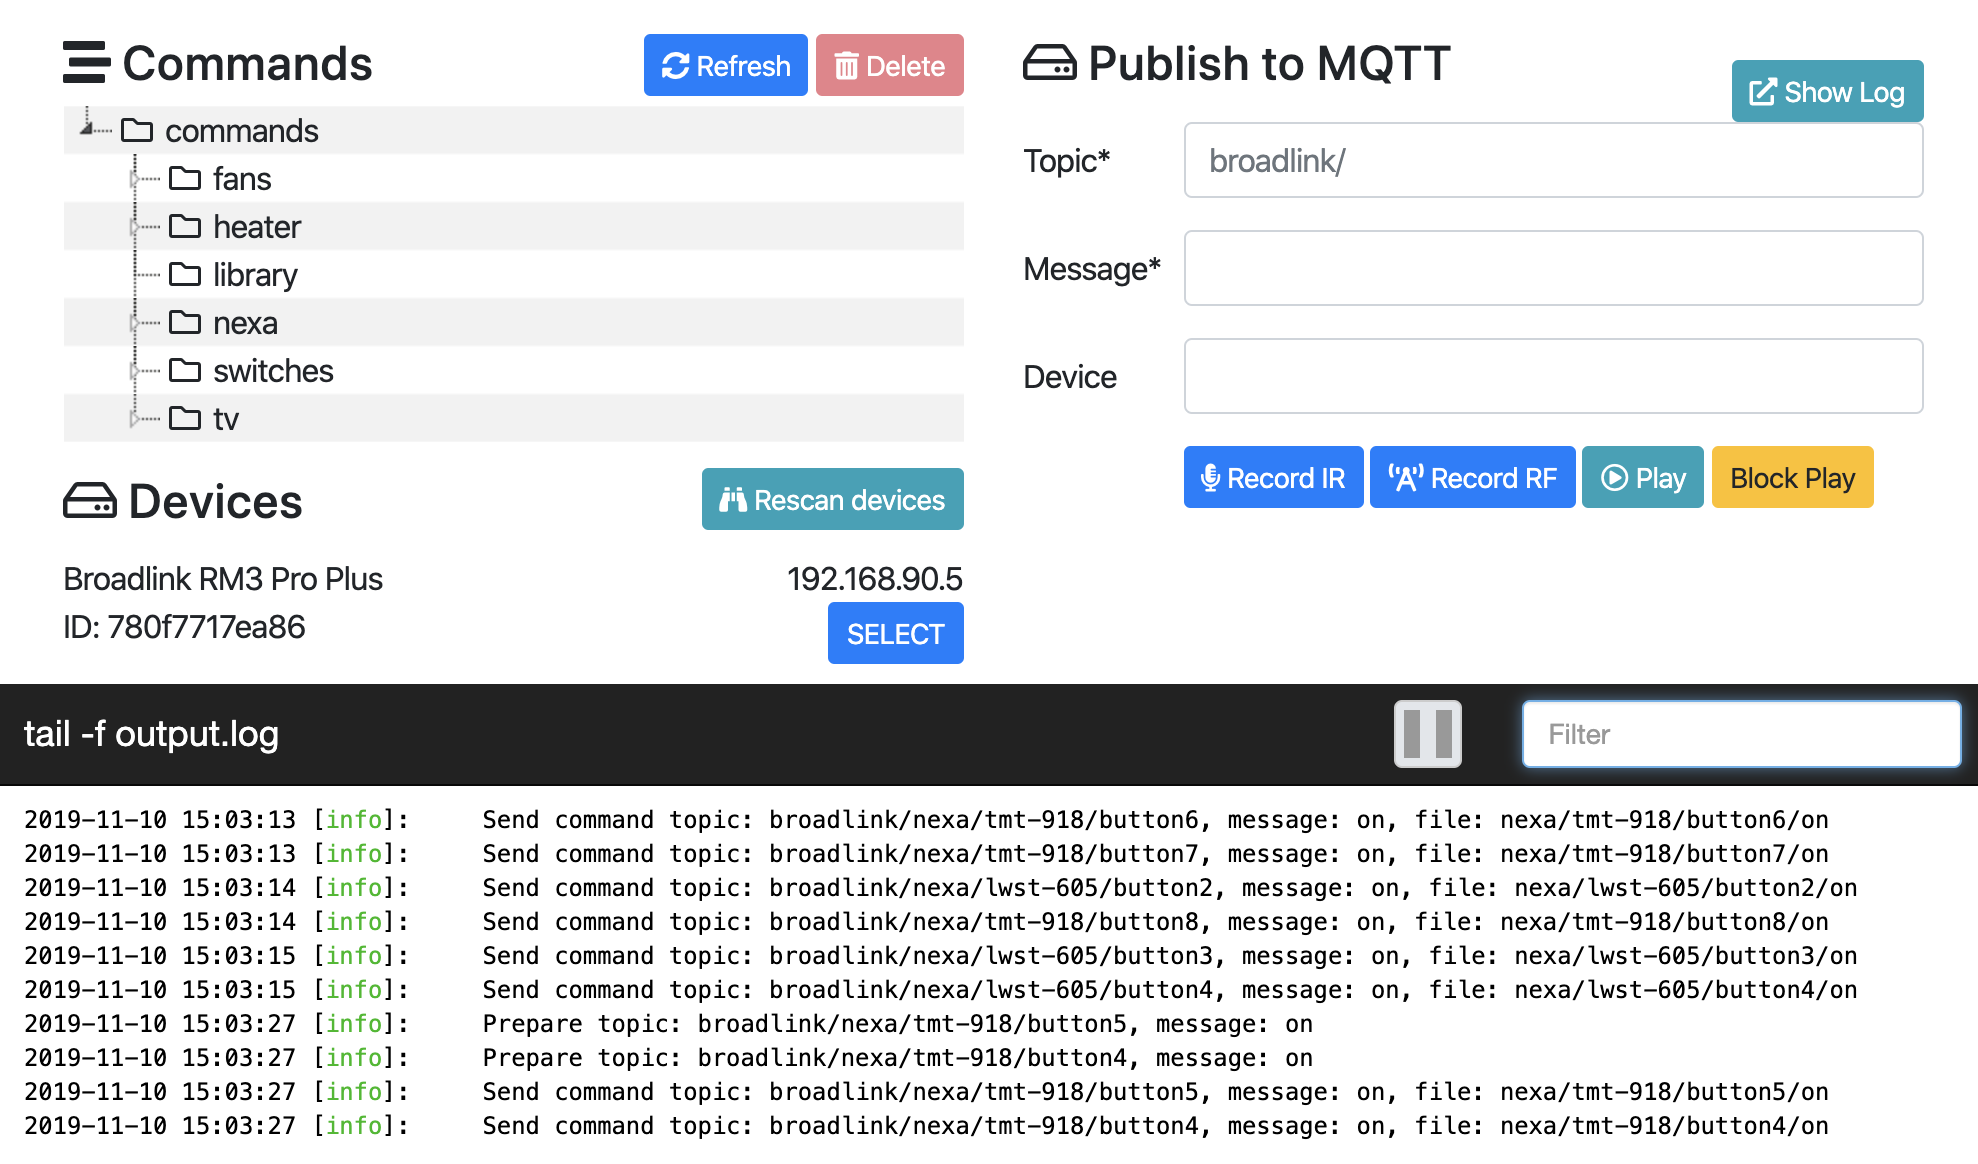 Commands
Refresh
Delete
commands
fans
heater
library
nexa
switches
tv
Devices
Rescan devices
Broadlink RM3 Pro Plus
192.168.90.5
ID: 780f7717ea86
SELECT
Publish to MQTT
Show Log
Topic*
broadlink/
Message*
Device
Record IR
Record RF
Play
Block Play
tail -f output.log
Filter
2019-11-10 15:03:13 [info]: Send command topic: broadlink/nexa/tmt-918/button6, message: on, file: nexa/tmt-918/button6/on
2019-11-10 15:03:13 [info]: Send command topic: broadlink/nexa/tmt-918/button7, message: on, file: nexa/tmt-918/button7/on
2019-11-10 15:03:14 [info]: Send command topic: broadlink/nexa/lwst-605/button2, message: on, file: nexa/lwst-605/button2/on
2019-11-10 15:03:14 [info]: Send command topic: broadlink/nexa/tmt-918/button8, message: on, file: nexa/tmt-918/button8/on
2019-11-10 15:03:15 [info]: Send command topic: broadlink/nexa/lwst-605/button3, message: on, file: nexa/lwst-605/button3/on
2019-11-10 15:03:15 [info]: Send command topic: broadlink/nexa/lwst-605/button4, message: on, file: nexa/lwst-605/button4/on
2019-11-10 15:03:27 [info]: Prepare topic: broadlink/nexa/tmt-918/button5, message: on
2019-11-10 15:03:27 [info]: Prepare topic: broadlink/nexa/tmt-918/button4, message: on
2019-11-10 15:03:27 [info]: Send command topic: broadlink/nexa/tmt-918/button5, message: on, file: nexa/tmt-918/button5/on
2019-11-10 15:03:27 [info]: Send command topic: broadlink/nexa/tmt-918/button4, message: on, file: nexa/tmt-918/button4/on